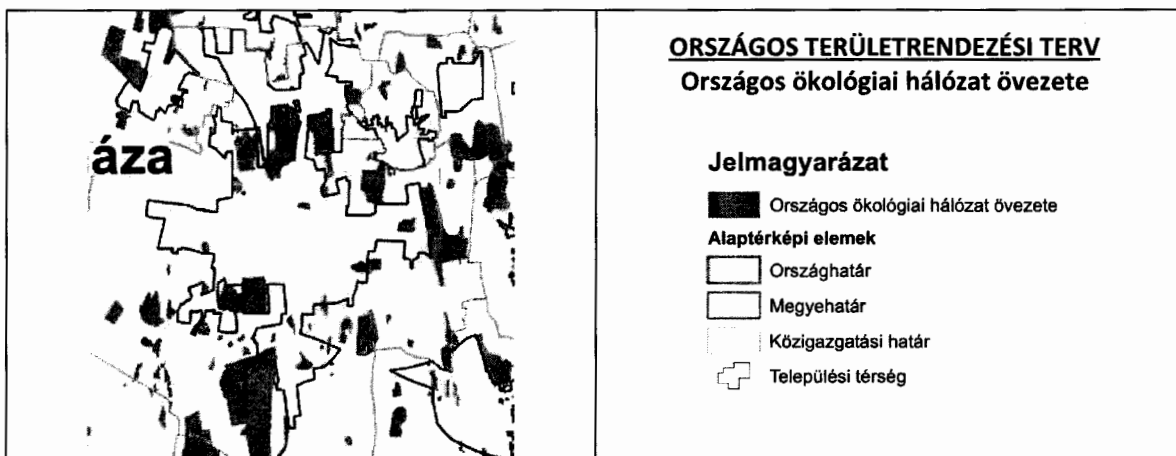 áza
ORSZÁGOS TERÜLETRENDEZÉSI TERV
Országos ökológiai hálózat övezete
Jelmagyarázat
Országos ökológiai hálózat övezete
Alaptérképi elemek
Országhatár
Megyehatár
Közigazgatási határ
Települési térség